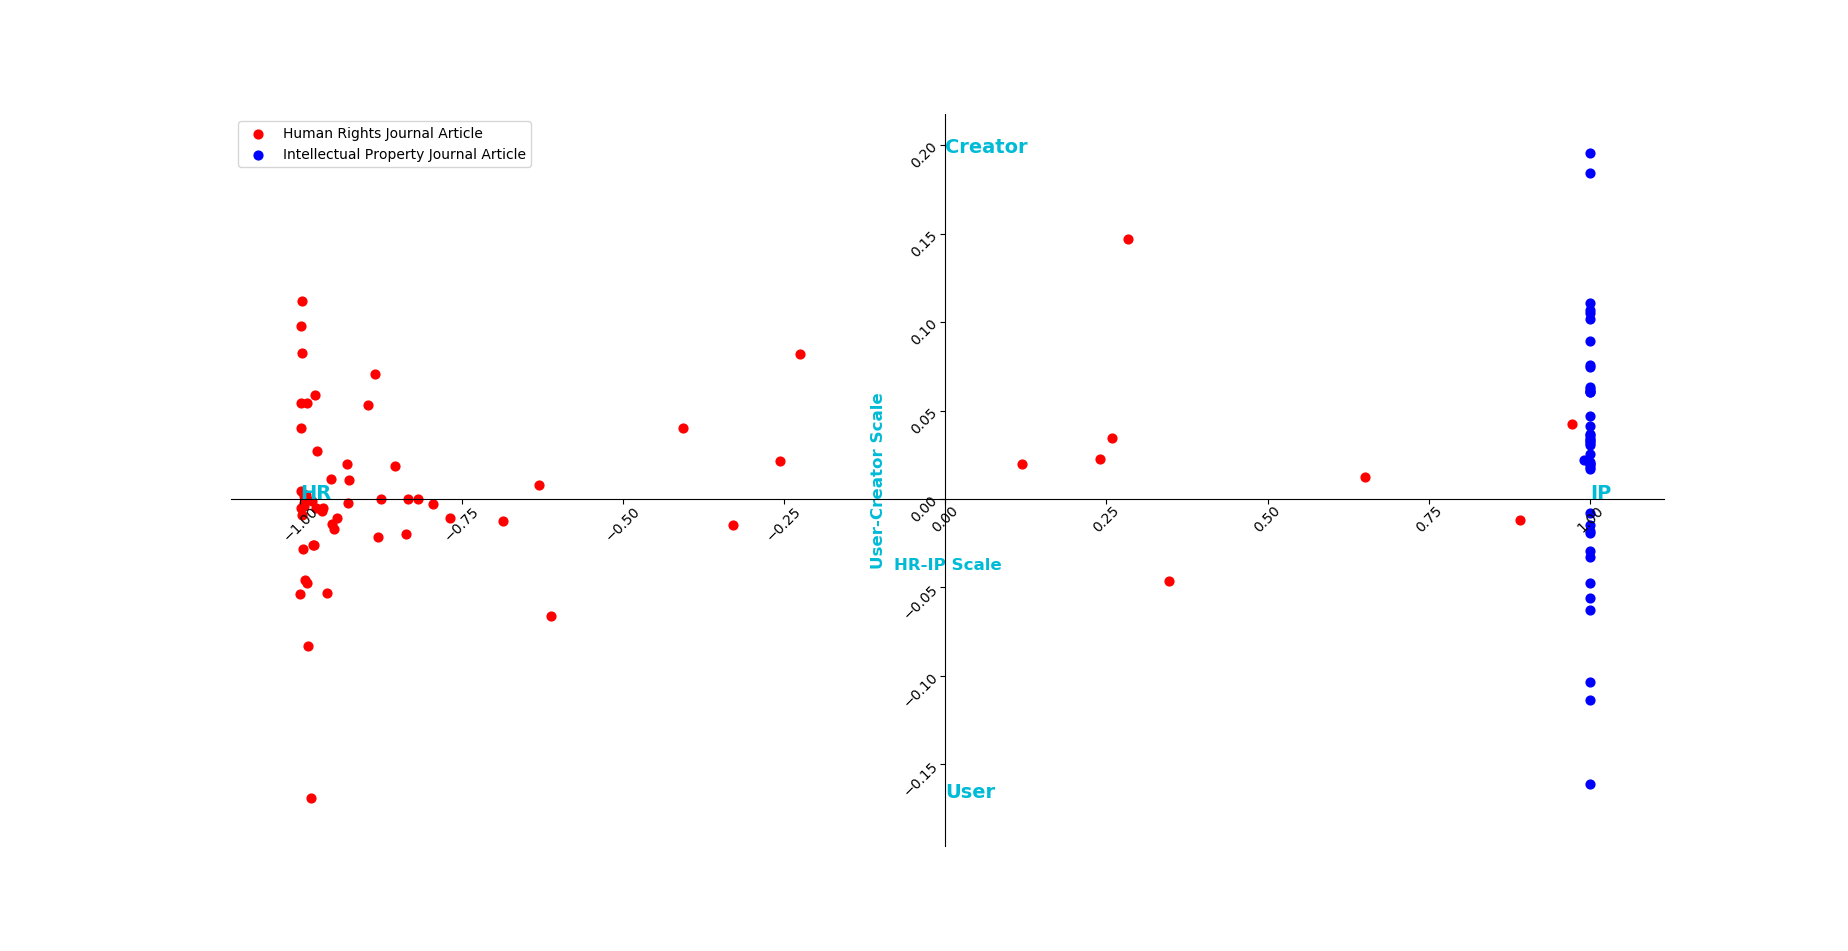 Human Rights Journal Article
Intellectual Property Journal Article
Creator
0.20
0.15
0.10
0.05
0.00
−0.05
−0.10
−0.15
User-Creator Scale
HR
IP
−1.00
−0.75
−0.50
−0.25
0.00
0.25
0.50
0.75
1.00
HR-IP Scale
User